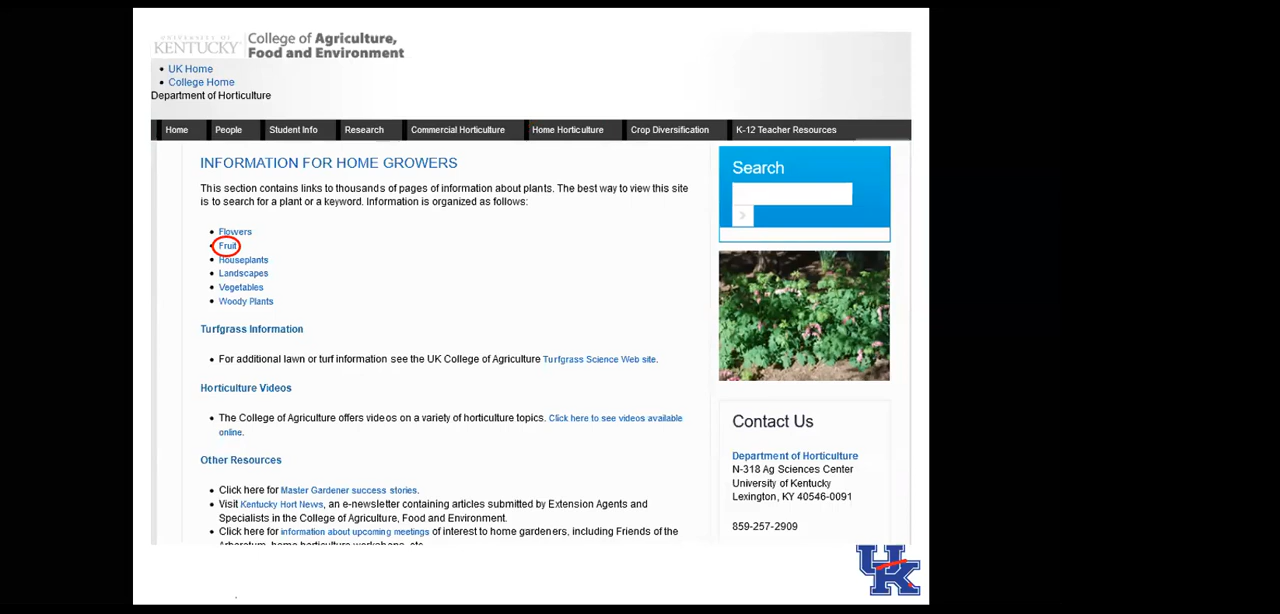 UNIVERSITY OF
KENTUCKY
College of Agriculture,
Food and Environment
UK Home
College Home
Department of Horticulture
Home People Student Info Research Commercial Horticulture Home Horticulture Crop Diversification K-12 Teacher Resources
INFORMATION FOR HOME GROWERS
This section contains links to thousands of pages of information about plants. The best way to view this site
is to search for a plant or a keyword. Information is organized as follows:
Flowers
Fruit
Houseplants
Landscapes
Vegetables
Woody Plants
Turfgrass Information
For additional lawn or turf information see the UK College of Agriculture Turfgrass Science Web site.
Horticulture Videos
The College of Agriculture offers videos on a variety of horticulture topics. Click here to see videos available
online.
Other Resources
Click here for Master Gardener success stories.
Visit Kentucky Hort News, an e-newsletter containing articles submitted by Extension Agents and
Specialists in the College of Agriculture, Food and Environment.
Click here for information about upcoming meetings of interest to home gardeners, including Friends of the
Arboretum, home horticulture workshops, etc.
Search
Contact Us
Department of Horticulture
N-318 Ag Sciences Center
University of Kentucky
Lexington, KY 40546-0091
859-257-2909
UK